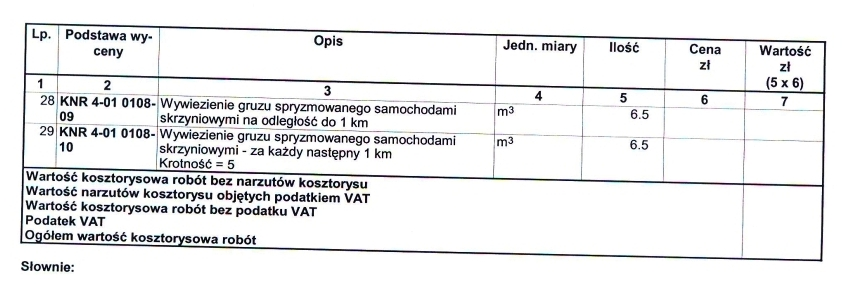 Lp. Podstawa wy-ceny Opis Jedn. miary Ilość Cena zł Wartość zł (5 x 6)
1 2 3 4 5 6 7
28 KNR 4-01 0108-09 Wywiezienie gruzu spryzmowanego samochodami skrzyniowymi na odległość do 1 km m³ 6.5
29 KNR 4-01 0108-10 Wywiezienie gruzu spryzmowanego samochodami skrzyniowymi - za każdy następny 1 km Krotność = 5 m³ 6.5
Wartość kosztorysowa robót bez narzutów kosztorysu
Wartość narzutów kosztorysu objętych podatkiem VAT
Wartość kosztorysowa robót bez podatku VAT
Podatek VAT
Ogółem wartość kosztorysowa robót
Słownie: